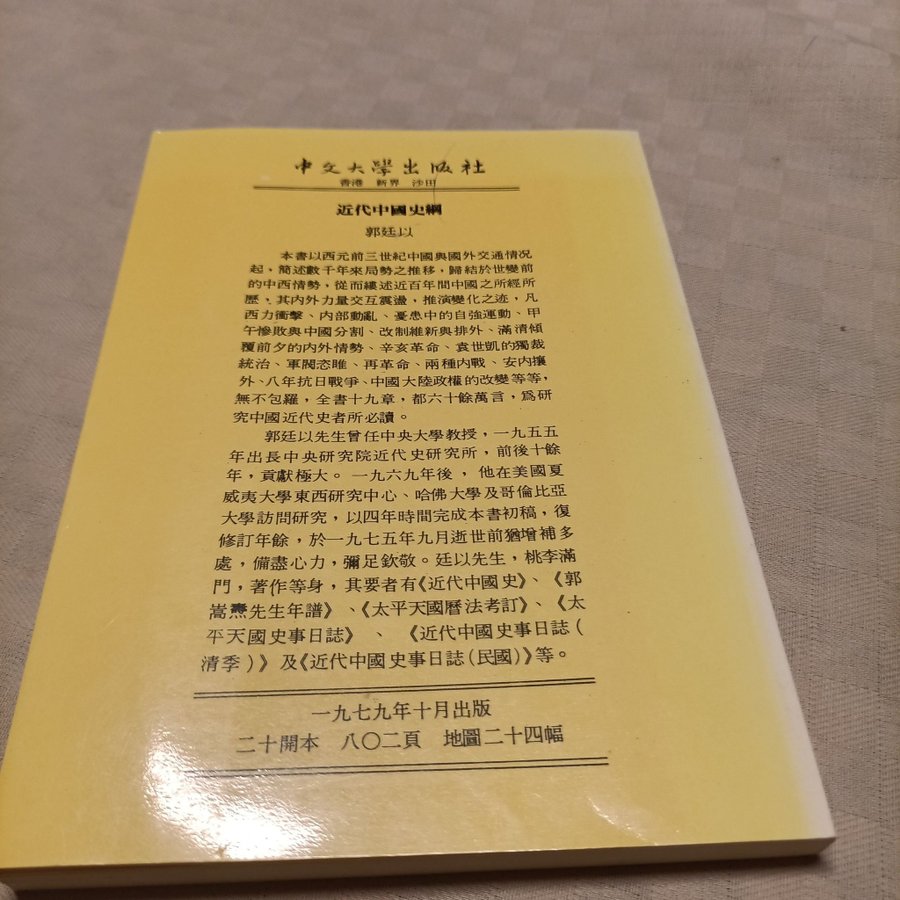 中文大學出版社
香港 新界 沙田
近代中國史綱
郭廷以
本書以西元前三世紀中國與國外交通情況
起、簡述數千年來局勢之推移，歸結於世變前
的中西情勢，從而縷述近百年間中國之所經所
歷、其內外力量交互震盪，推演變化之迹，凡
西力衝擊、內部動亂、憂患中的自強運動、甲
午慘敗與中國分割、改制維新與排外、滿清傾
覆前夕的內外情勢、辛亥革命、袁世凱的獨裁
統治、軍閥恣睢、再革命、兩種內戰、安內攘
外、八年抗日戰爭、中國大陸政權的改變等等，
無不包羅，全書十九章，都六十餘萬言，爲研
究中國近代史者所必讀。
郭廷以先生曾任中央大學教授，一九五五
年出長中央研究院近代史研究所，前後十餘
年，貢獻極大。一九六九年後，他在美國夏
威夷大學東西研究中心、哈佛大學及哥倫比亞
大學訪問研究，以四年時間完成本書初稿，復
修訂年餘，於一九七五年九月逝世前猶增補多
處，備盡心力，彌足欽敬。廷以先生，桃李滿
門，著作等身，其要者有《近代中國史》、《郭
嵩燾先生年譜》、《太平天國曆法考訂》、《太
平天國史事日誌》、《近代中國史事日誌（
清季）》及《近代中國史事日誌（民國）》等。
一九七九年十月出版
二十開本 八〇二頁 地圖二十四幅